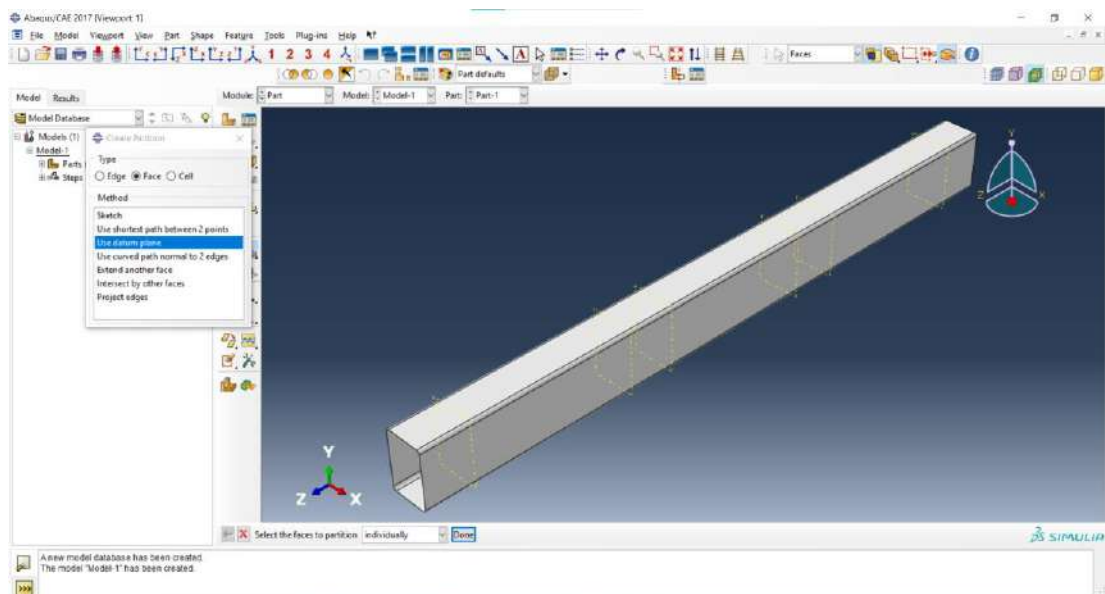 Abaqus/CAE 2017 [Viewport: 1]
File Model Viewport View Part Shape Feature Tools Plug-ins Help
1 2 3 4 A Faces
Part defaults
Model Results
Module: Part Model: Model-1 Part: Part-1
Model Database
Models (1)
Model-1
Parts
Steps
Create Partition
Type
Edge Face Cell
Method
Sketch
Use shortest path between 2 points
Use datum plane
Use curved path normal to 2 edges
Extend another face
Intersect by other faces
Project edges
Y
Z X
Y
Z X
Select the faces to partition individually Done
SIMULIA
A new model database has been created.
The model "Model-1" has been created.
>>>